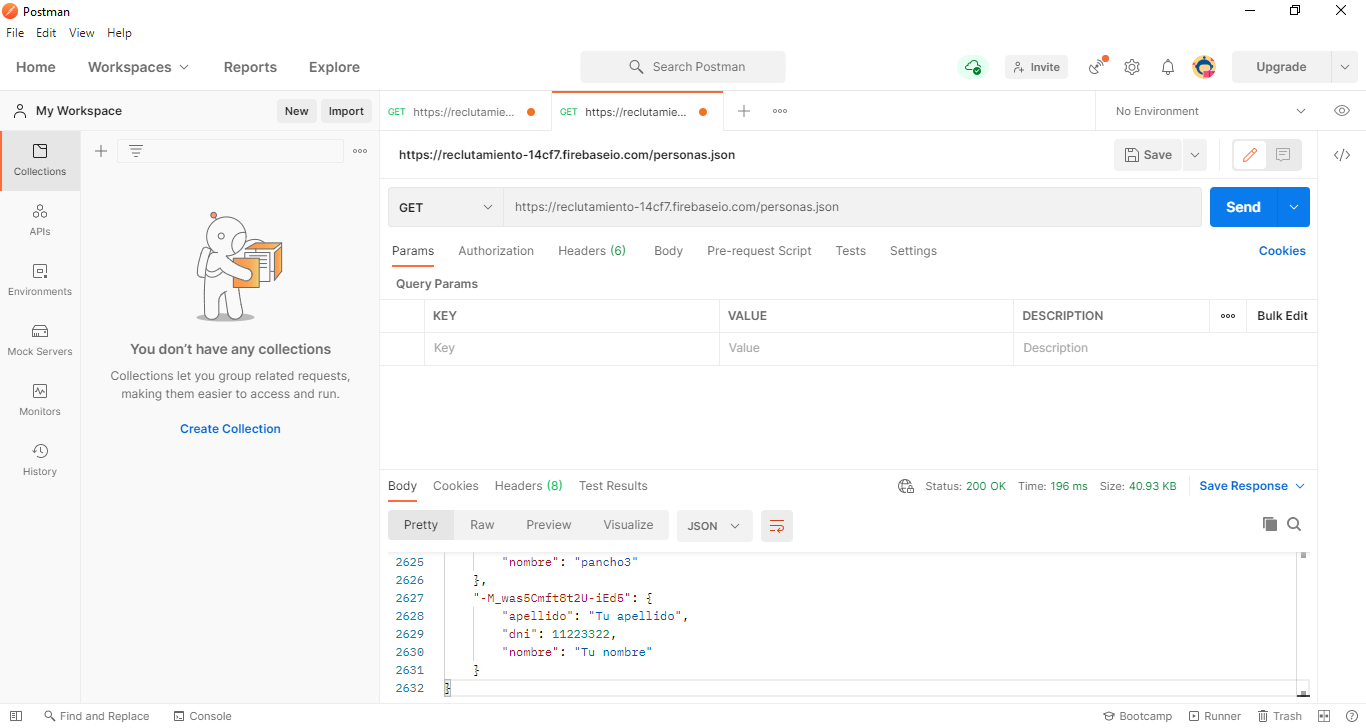 Postman
File Edit View Help
Home Workspaces Reports Explore Search Postman Invite Upgrade
My Workspace New Import GET https://reclutamie... GET https://reclutamie... No Environment
Collections
APIs
Environments
Mock Servers
Monitors
History
You don't have any collections
Collections let you group related requests,
making them easier to access and run.
Create Collection
https://reclutamiento-14cf7.firebaseio.com/personas.json Save
GET https://reclutamiento-14cf7.firebaseio.com/personas.json Send
Params Authorization Headers (6) Body Pre-request Script Tests Settings Cookies
Query Params
KEY VALUE DESCRIPTION Bulk Edit
Key Value Description
Body Cookies Headers (8) Test Results Status: 200 OK Time: 196 ms Size: 40.93 KB Save Response
Pretty Raw Preview Visualize JSON
2625 "nombre": "pancho3"
2626 },
2627 "-M_was5Cmft8t2U-iEd5": {
2628 "apellido": "Tu apellido",
2629 "dni": 11223322,
2630 "nombre": "Tu nombre"
2631 }
2632 }
Find and Replace Console Bootcamp Runner Trash